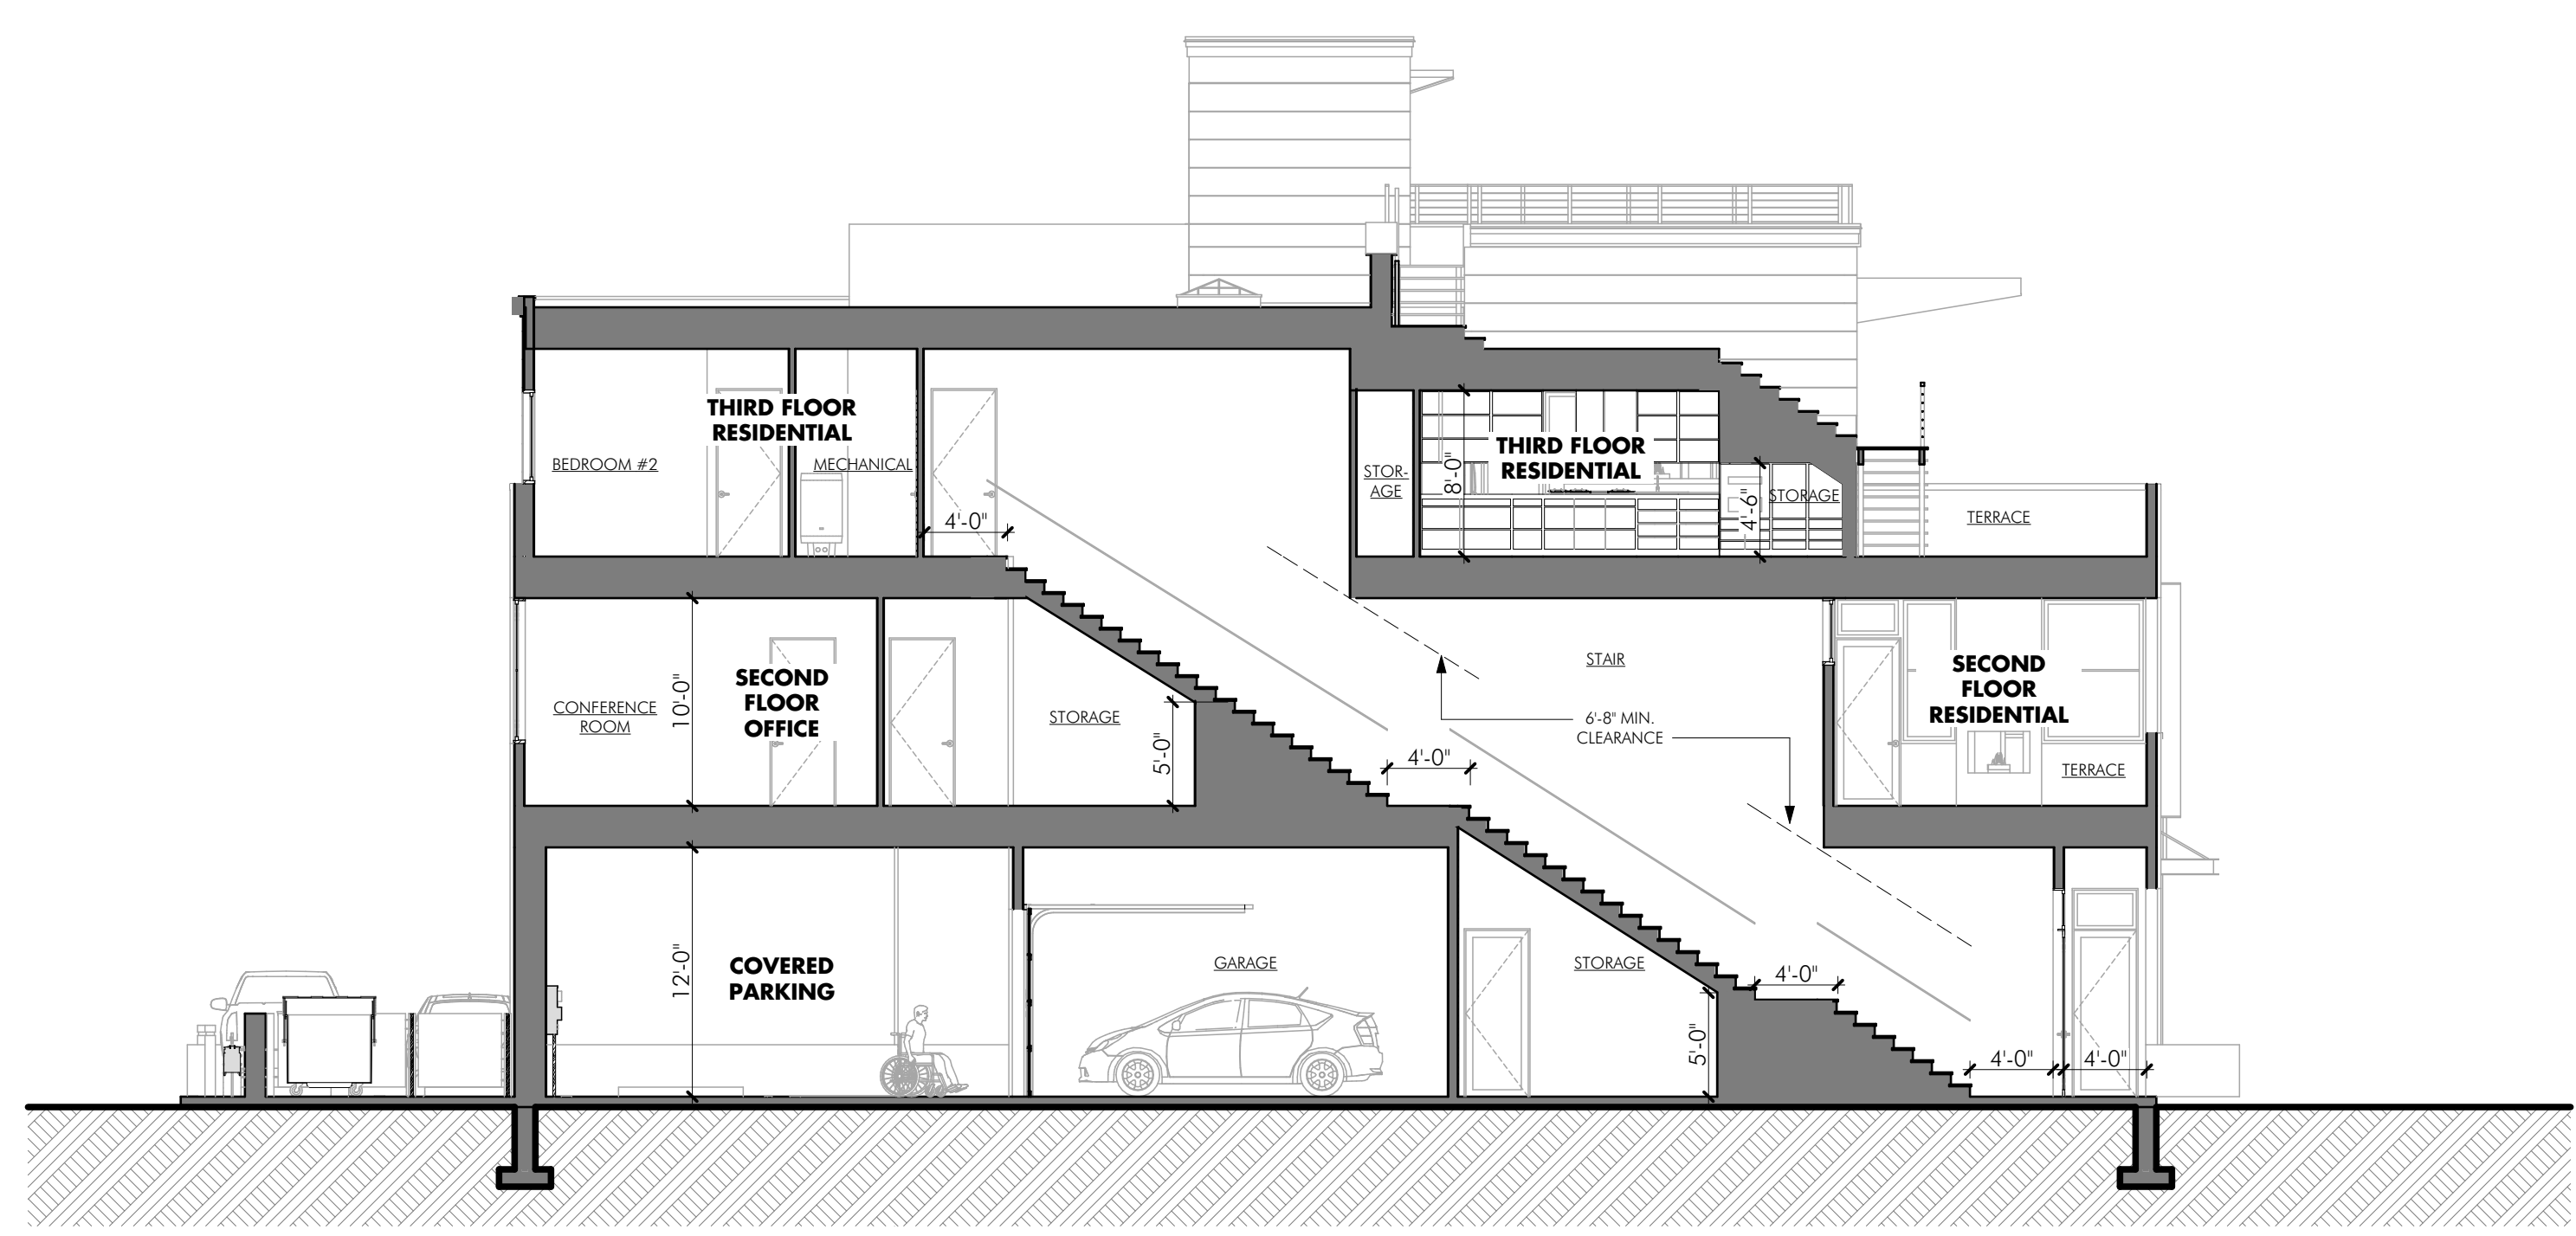 THIRD FLOOR
RESIDENTIAL
BEDROOM #2
MECHANICAL
4'-0"
STOR-
AGE
8'-0"
THIRD FLOOR
RESIDENTIAL
4'-6"
STORAGE
TERRACE
CONFERENCE
ROOM
10'-0"
SECOND
FLOOR
OFFICE
STORAGE
5'-0"
STAIR
6'-8" MIN.
CLEARANCE
4'-0"
SECOND
FLOOR
RESIDENTIAL
TERRACE
12'-0"
COVERED
PARKING
GARAGE
STORAGE
5'-0"
4'-0"
4'-0"
4'-0"